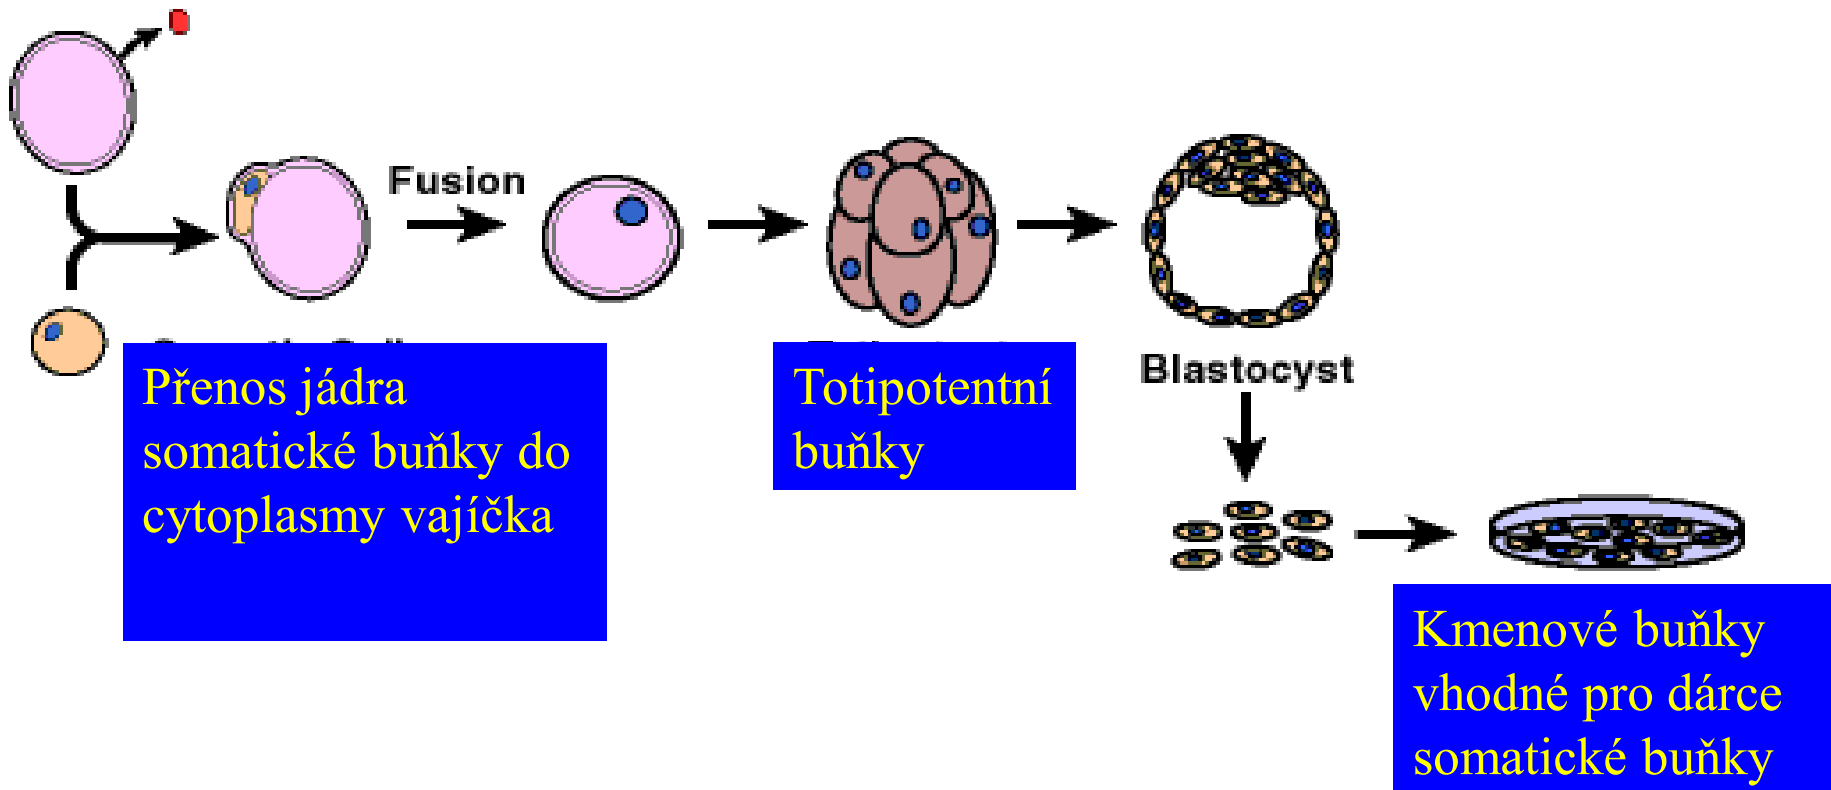 Fusion
Přenos jádra
somatické buňky do
cytoplasmy vajíčka
Totipotentní
buňky
Blastocyst
Kmenové buňky
vhodné pro dárce
somatické buňky